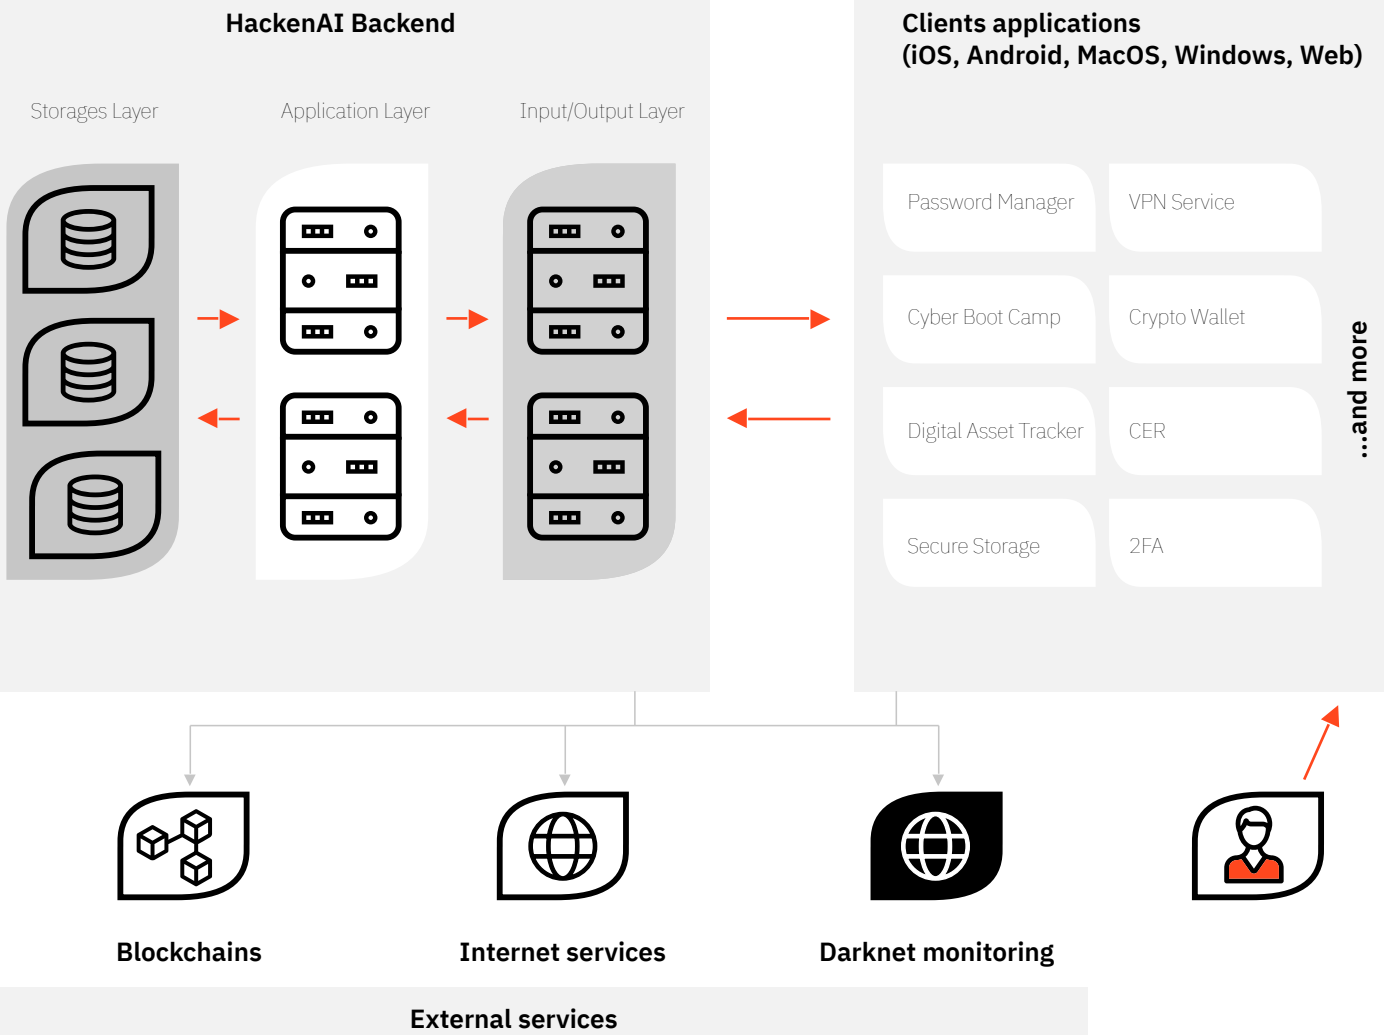 HackenAI Backend
Storages Layer
Application Layer
Input/Output Layer
Clients applications
(iOS, Android, MacOS, Windows, Web)
Password Manager
VPN Service
Cyber Boot Camp
Crypto Wallet
Digital Asset Tracker
CER
Secure Storage
2FA
...and more
Blockchains
Internet services
Darknet monitoring
External services